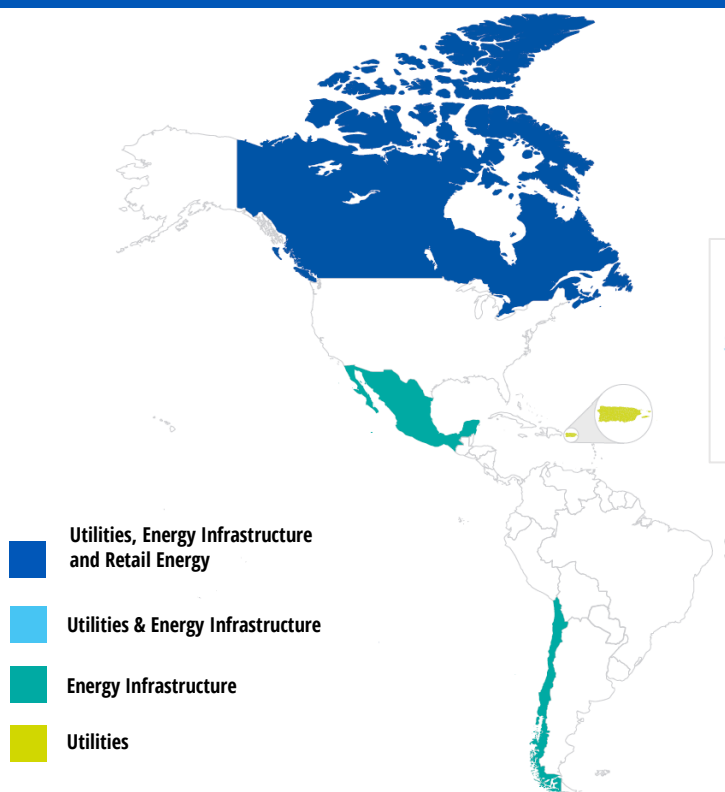 Utilities, Energy Infrastructure
and Retail Energy
Utilities & Energy Infrastructure
Energy Infrastructure
Utilities